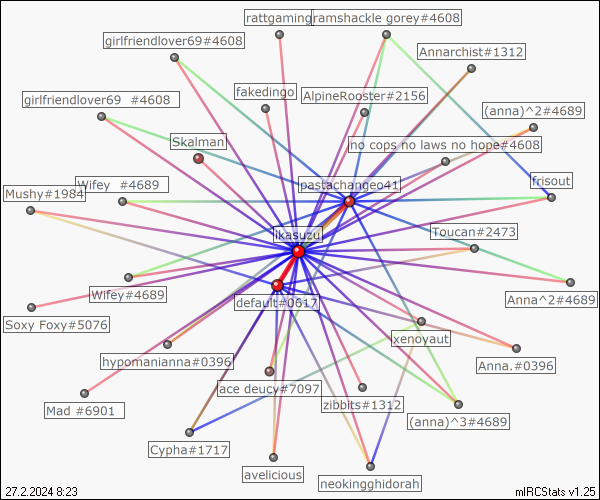 rattgaming
ramshackle gorey#4608
girlfriendlover69#4608
Annarchist#1312
fakedingo
AlpineRooster#2156
girlfriendlover69 #4608
(anna)^2#4689
Skalman
no cops no laws no hope#4608
Mushy#1984
Wifey #4689
pastachangeo41
frisout
ikasuzu
Toucan#2473
Wifey#4689
default#0617
Anna^2#4689
Soxy Foxy#5076
xenoyaut
hypomanianna#0396
Anna.#0396
ace deucy#7097
Mad #6901
zibbits#1312
(anna)^3#4689
Cypha#1717
avelicious
neokingghidorah
27.2.2024 8:23
mIRCStats v1.25